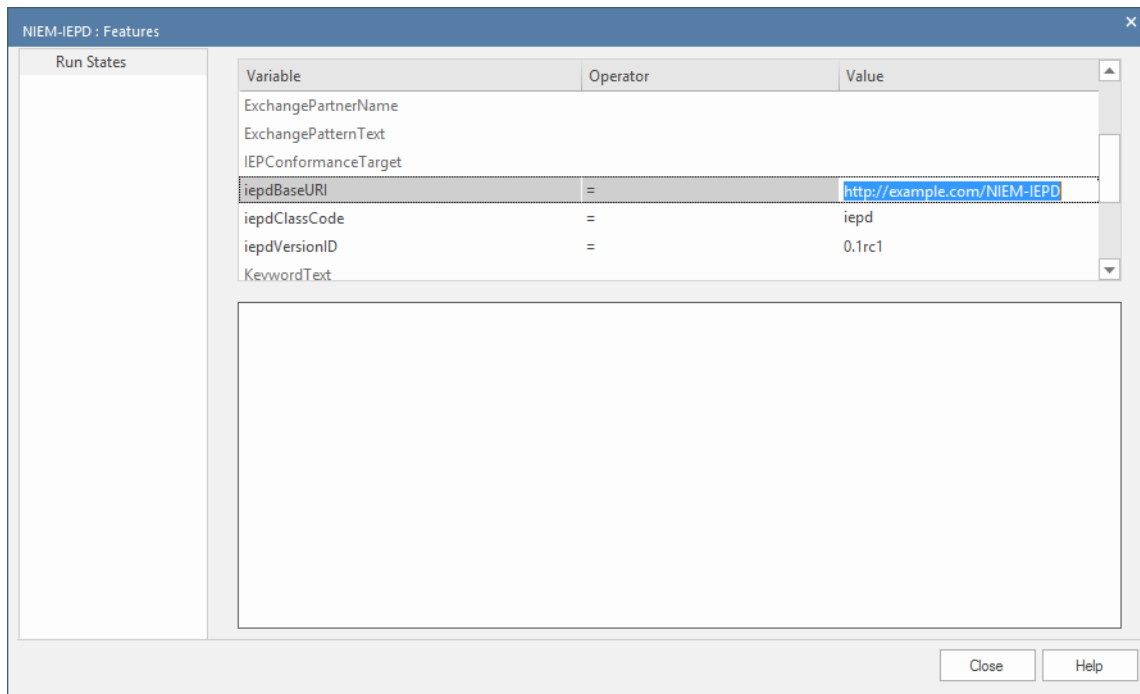 NIEM-IEPD : Features
Run States
Variable Operator Value
ExchangePartnerName
ExchangePatternText
IEPConformanceTarget
iepdBaseURI = http://example.com/NIEM-IEPD
iepdClassCode = iepd
iepdVersionID = 0.1rc1
KeywordText
Close Help